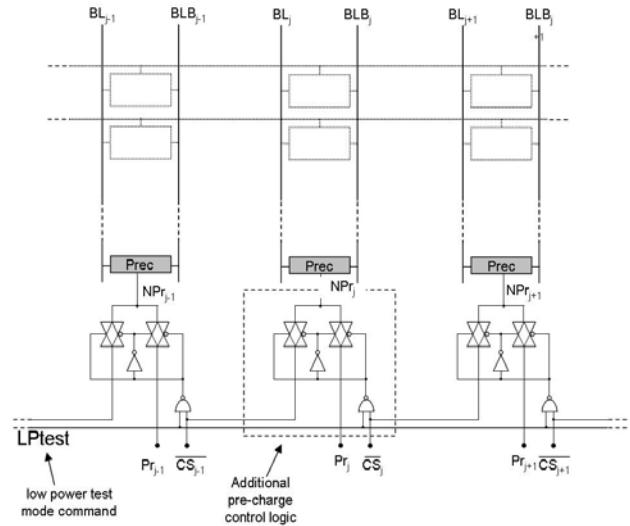 BLj-1 BLBj-1 BLj BLBj BLj+1 BLBj
+1
Prec Prec Prec
NPrj-1 NPrj NPrj+1
LPtest
Prj-1 CSj-1 Prj CSj Prj+1 CSj+1
low power test
mode command
Additional
pre-charge
control logic